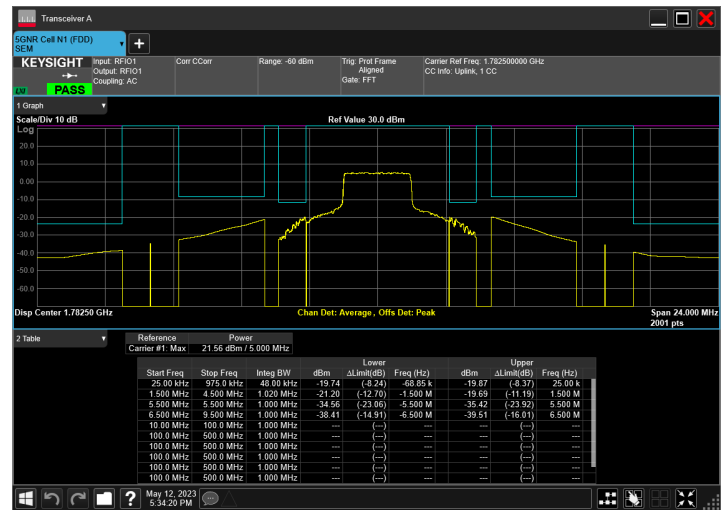 Transceiver A
5GNR Cell N1 (FDD)
SEM
KEYSIGHT
LXI
PASS
Input: RFIO1
Output: RFIO1
Coupling: AC
Corr CCorr
Range: -60 dBm
Trig: Prot Frame
Aligned
Gate: FFT
Carrier Ref Freq: 1.782500000 GHz
CC Info: Uplink, 1 CC
1 Graph
Scale/Div 10 dB
Ref Value 30.0 dBm
Log
20.0
10.0
0.00
-10.0
-20.0
-30.0
-40.0
-50.0
-60.0
Disp Center 1.78250 GHz
Chan Det: Average , Offs Det: Peak
Span 24.000 MHz
2001 pts
2 Table
Reference Power
Carrier #1: Max 21.56 dBm / 5.000 MHz
Lower Upper
Start Freq Stop Freq Integ BW dBm ΔLimit(dB) Freq (Hz) dBm ΔLimit(dB) Freq (Hz)
25.00 kHz 975.0 kHz 48.00 kHz -19.74 (-8.24) -68.85 k -19.87 (-8.37) 25.00 k
1.500 MHz 4.500 MHz 1.020 MHz -21.20 (-12.70) -1.500 M -19.69 (-11.19) 1.500 M
5.500 MHz 5.500 MHz 1.000 MHz -34.56 (-23.06) -5.500 M -35.42 (-23.92) 5.500 M
6.500 MHz 9.500 MHz 1.000 MHz -38.41 (-14.91) -6.500 M -39.51 (-16.01) 6.500 M
10.00 MHz 100.0 MHz 1.000 MHz --- (---) --- --- (---) ---
100.0 MHz 500.0 MHz 1.000 MHz --- (---) --- --- (---) ---
100.0 MHz 500.0 MHz 1.000 MHz --- (---) --- --- (---) ---
100.0 MHz 500.0 MHz 1.000 MHz --- (---) --- --- (---) ---
100.0 MHz 500.0 MHz 1.000 MHz --- (---) --- --- (---) ---
100.0 MHz 500.0 MHz 1.000 MHz --- (---) --- --- (---) ---
May 12, 2023
5:34:20 PM